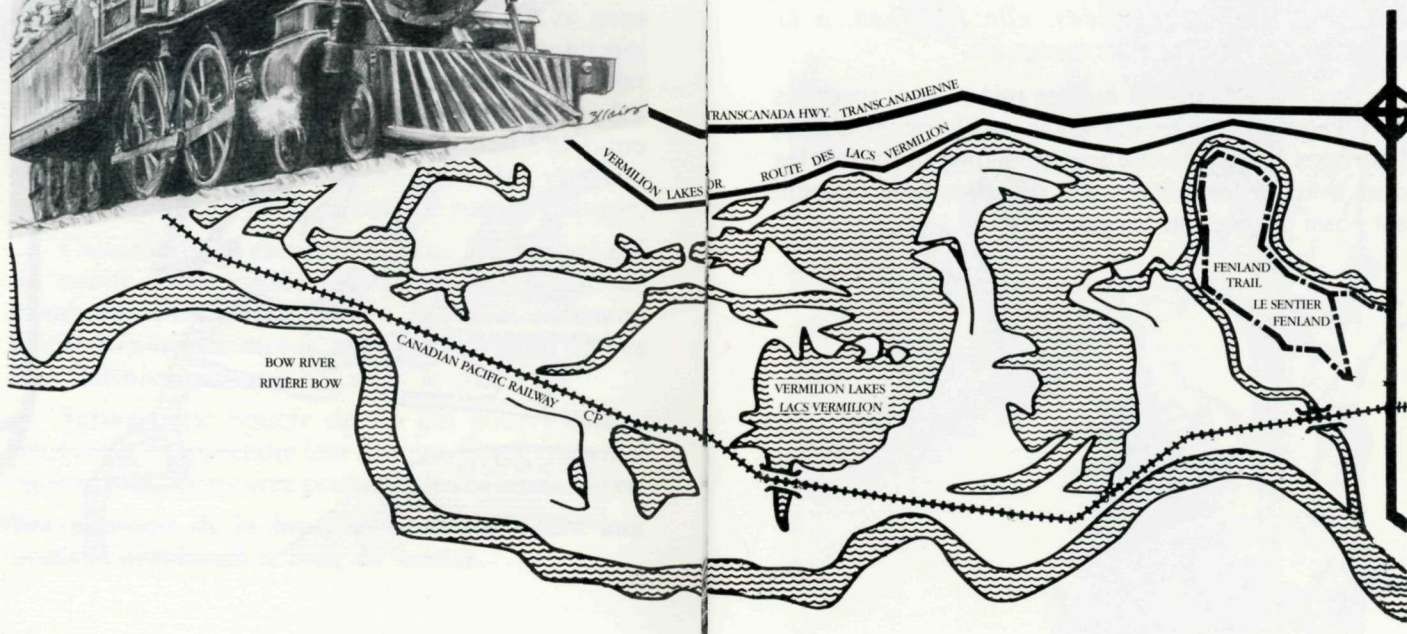 TRANSCANADA HWY. TRANSCANADIENNE
VERMILION LAKES DR. ROUTE DES LACS VERMILION
FENLAND
TRAIL
LE SENTIER
FENLAND
BOW RIVER
RIVIÈRE BOW
CANADIAN PACIFIC RAILWAY CP
VERMILION LAKES
LACS VERMILION